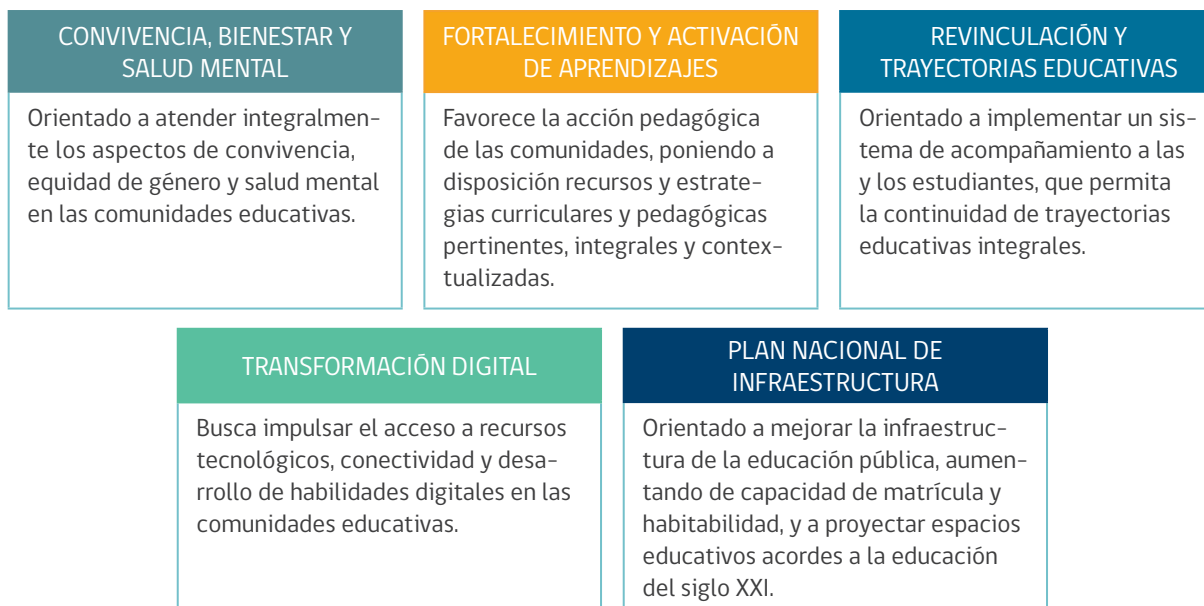 CONVIVENCIA, BIENESTAR Y
SALUD MENTAL
Orientado a atender integralmen-
te los aspectos de convivencia,
equidad de género y salud mental
en las comunidades educativas.
FORTALECIMIENTO Y ACTIVACIÓN
DE APRENDIZAJES
Favorece la acción pedagógica
de las comunidades, poniendo a
disposición recursos y estrate-
gias curriculares y pedagógicas
pertinentes, integrales y contex-
tualizadas.
REVINCULACIÓN Y
TRAYECTORIAS EDUCATIVAS
Orientado a implementar un sis-
tema de acompañamiento a las
y los estudiantes, que permita
la continuidad de trayectorias
educativas integrales.
TRANSFORMACIÓN DIGITAL
Busca impulsar el acceso a recursos
tecnológicos, conectividad y desa-
rrollo de habilidades digitales en las
comunidades educativas.
PLAN NACIONAL DE
INFRAESTRUCTURA
Orientado a mejorar la infraestruc-
tura de la educación pública, aumen-
tando de capacidad de matrícula y
habitabilidad, y a proyectar espacios
educativos acordes a la educación
del siglo XXI.